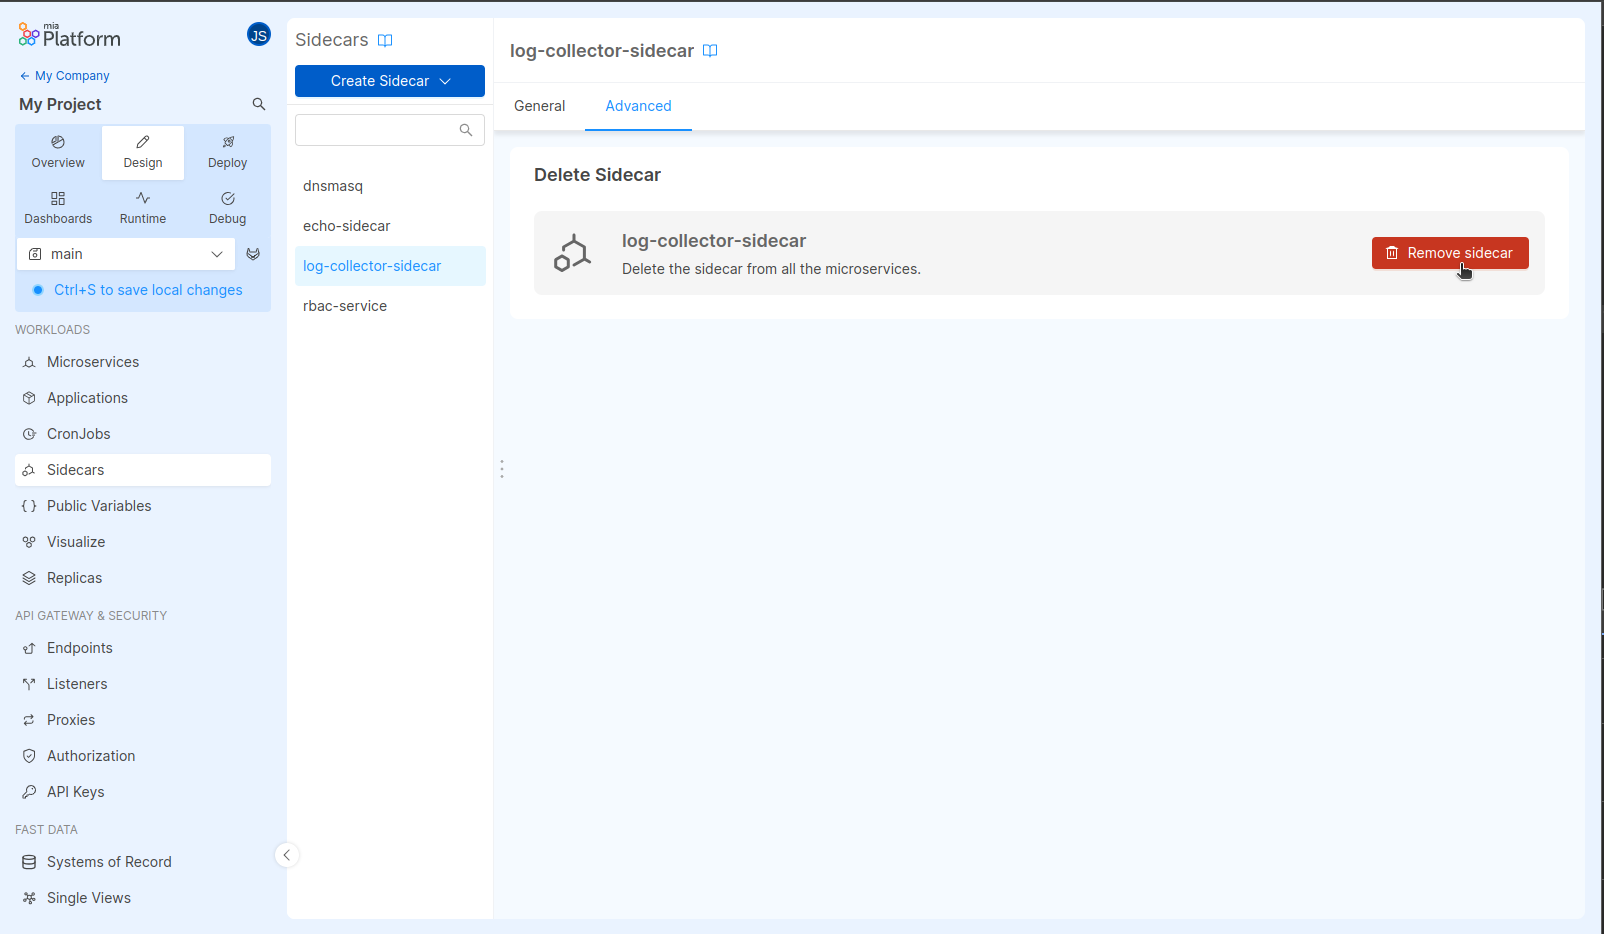 mia
Platform
JS
My Company
My Project
Overview
Design
Deploy
Dashboards
Runtime
Debug
main
Ctrl+S to save local changes
WORKLOADS
Microservices
Applications
CronJobs
Sidecars
Public Variables
Visualize
Replicas
API GATEWAY & SECURITY
Endpoints
Listeners
Proxies
Authorization
API Keys
FAST DATA
Systems of Record
Single Views
Sidecars
Create Sidecar
dnsmasq
echo-sidecar
log-collector-sidecar
rbac-service
log-collector-sidecar
General
Advanced
Delete Sidecar
log-collector-sidecar
Delete the sidecar from all the microservices.
Remove sidecar